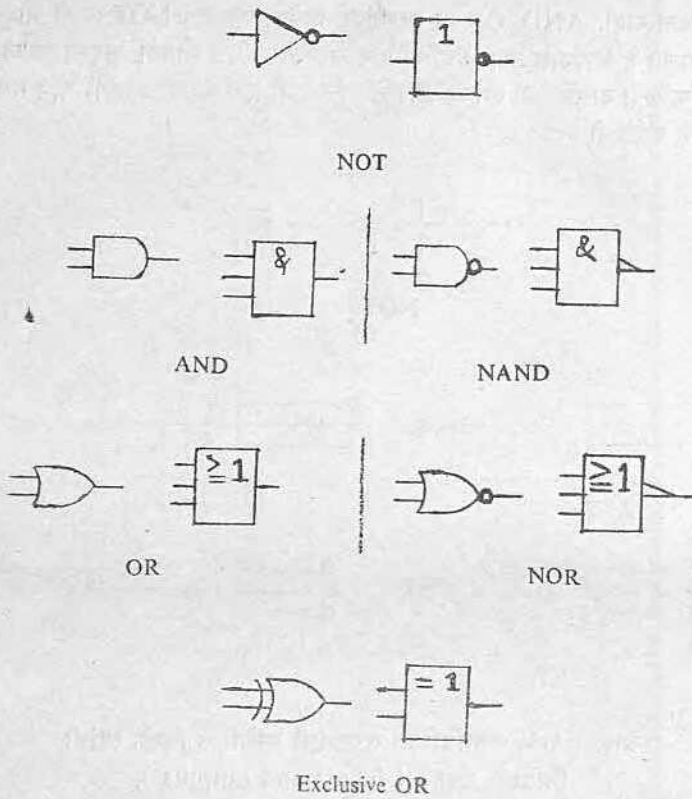 1
NOT
& &
AND NAND
≥1 ≥1
OR NOR
= 1
Exclusive OR